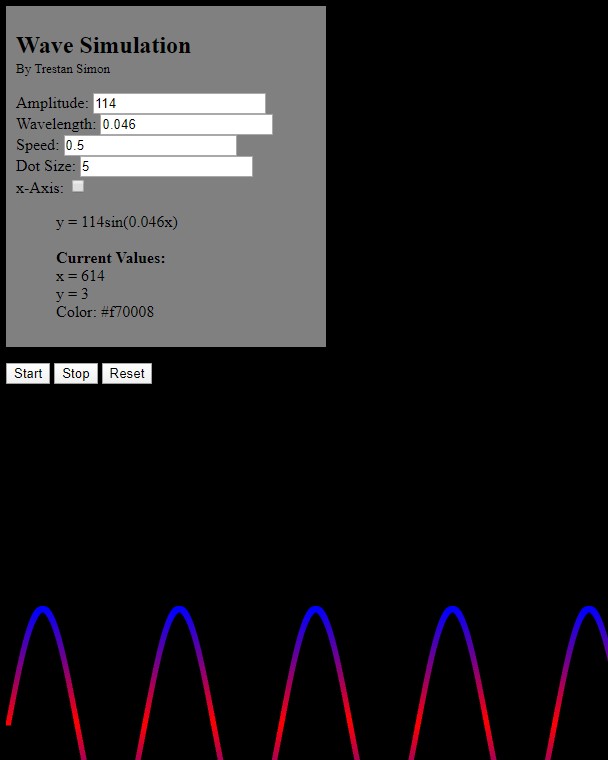 Wave Simulation
By Trestan Simon
Amplitude: 114
Wavelength: 0.046
Speed: 0.5
Dot Size: 5
x-Axis:
y = 114sin(0.046x)
Current Values:
x = 614
y = 3
Color: #f70008
Start Stop Reset